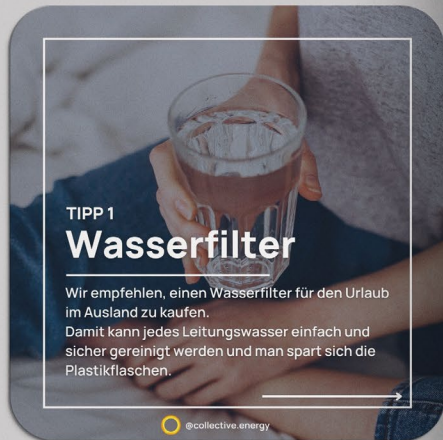 TIPP 1
Wasserfilter
Wir empfehlen, einen Wasserfilter für den Urlaub
im Ausland zu kaufen.
Damit kann jedes Leitungswasser einfach und
sicher gereinigt werden und man spart sich die
Plastikflaschen.
@collective.energy